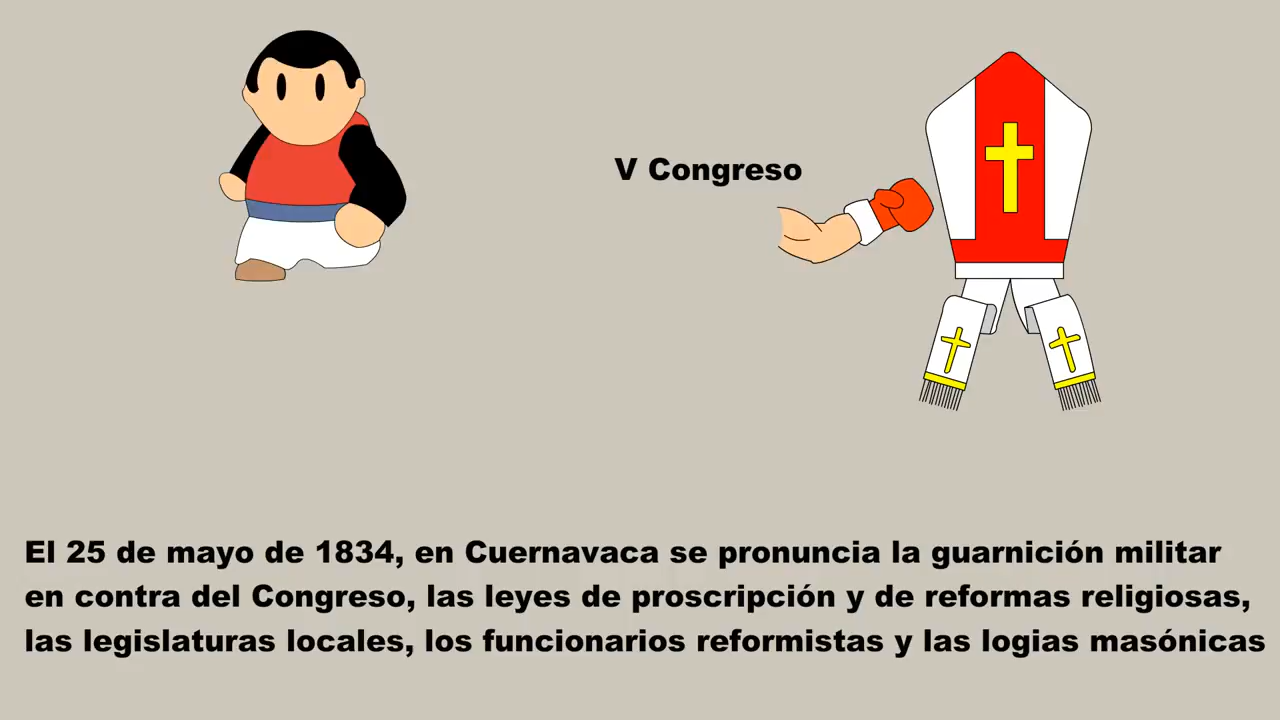 V Congreso
El 25 de mayo de 1834, en Cuernavaca se pronuncia la guarnición militar
en contra del Congreso, las leyes de proscripción y de reformas religiosas,
las legislaturas locales, los funcionarios reformistas y las logias masónicas